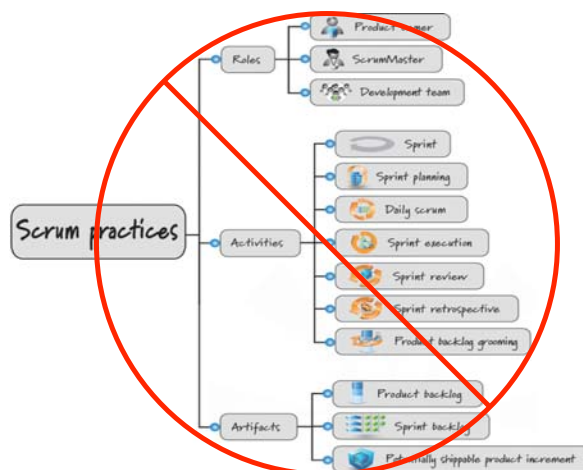 Product owner
Roles
ScrumMaster
Development team
Sprint
Sprint planning
Daily scrum
Scrum practices
Activities
Sprint execution
Sprint review
Sprint retrospective
Product backlog grooming
Product backlog
Artifacts
Sprint backlog
Potentially shippable product increment